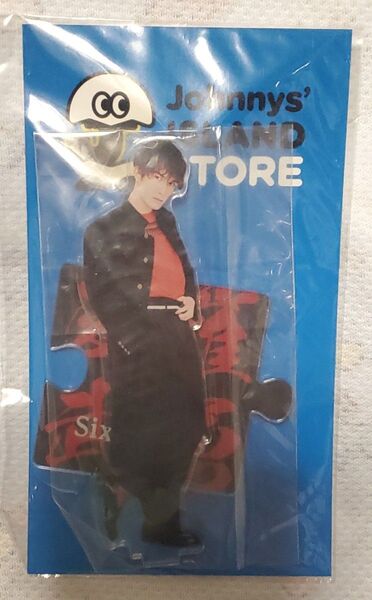 Johnnys'
ISLAND
STORE
Six